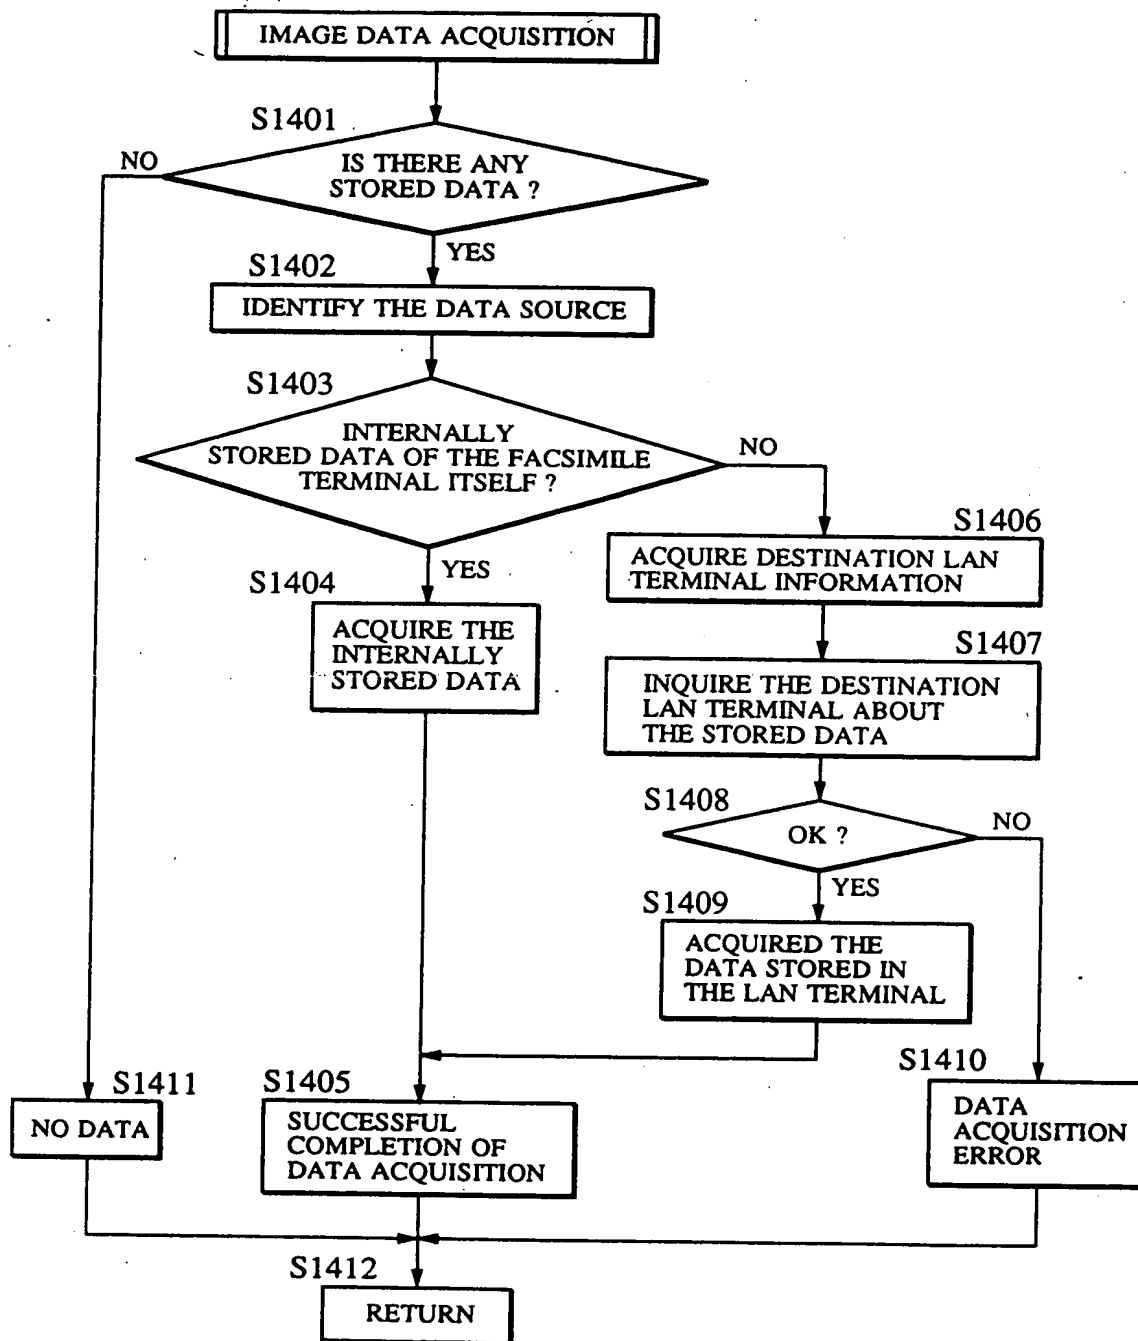 IMAGE DATA ACQUISITION
S1401
NO
IS THERE ANY
STORED DATA ?
YES
S1402
IDENTIFY THE DATA SOURCE
S1403
INTERNALLY
STORED DATA OF THE FACSIMILE
TERMINAL ITSELF ?
NO
YES
S1404
ACQUIRE THE
INTERNALLY
STORED DATA
S1406
ACQUIRE DESTINATION LAN
TERMINAL INFORMATION
S1407
INQUIRE THE DESTINATION
LAN TERMINAL ABOUT
THE STORED DATA
S1408
OK ?
NO
YES
S1409
ACQUIRED THE
DATA STORED IN
THE LAN TERMINAL
S1411
NO DATA
S1405
SUCCESSFUL
COMPLETION OF
DATA ACQUISITION
S1410
DATA
ACQUISITION
ERROR
S1412
RETURN